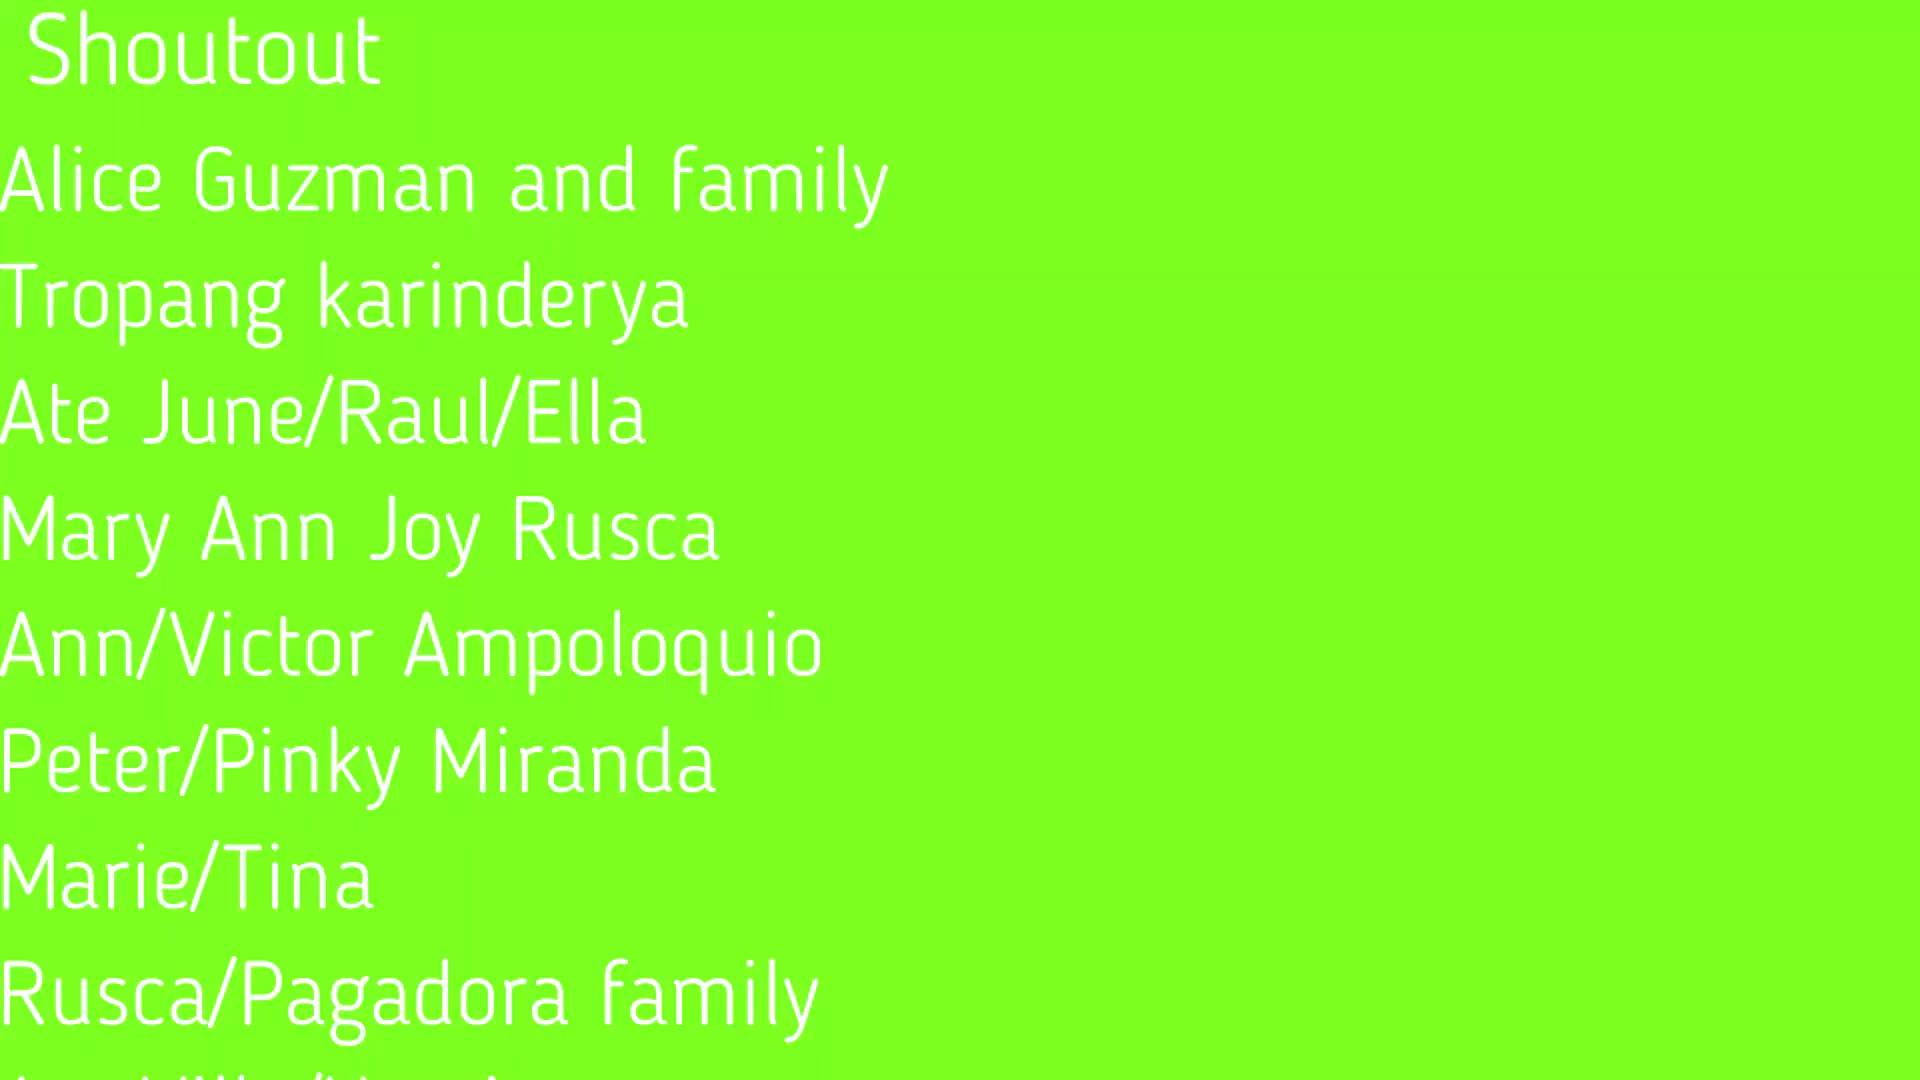 Shoutout
Alice Guzman and family
Tropang karinderya
Ate June/Raul/Ella
Mary Ann Joy Rusca
Ann/Victor Ampoloquio
Peter/Pinky Miranda
Marie/Tina
Rusca/Pagadora family